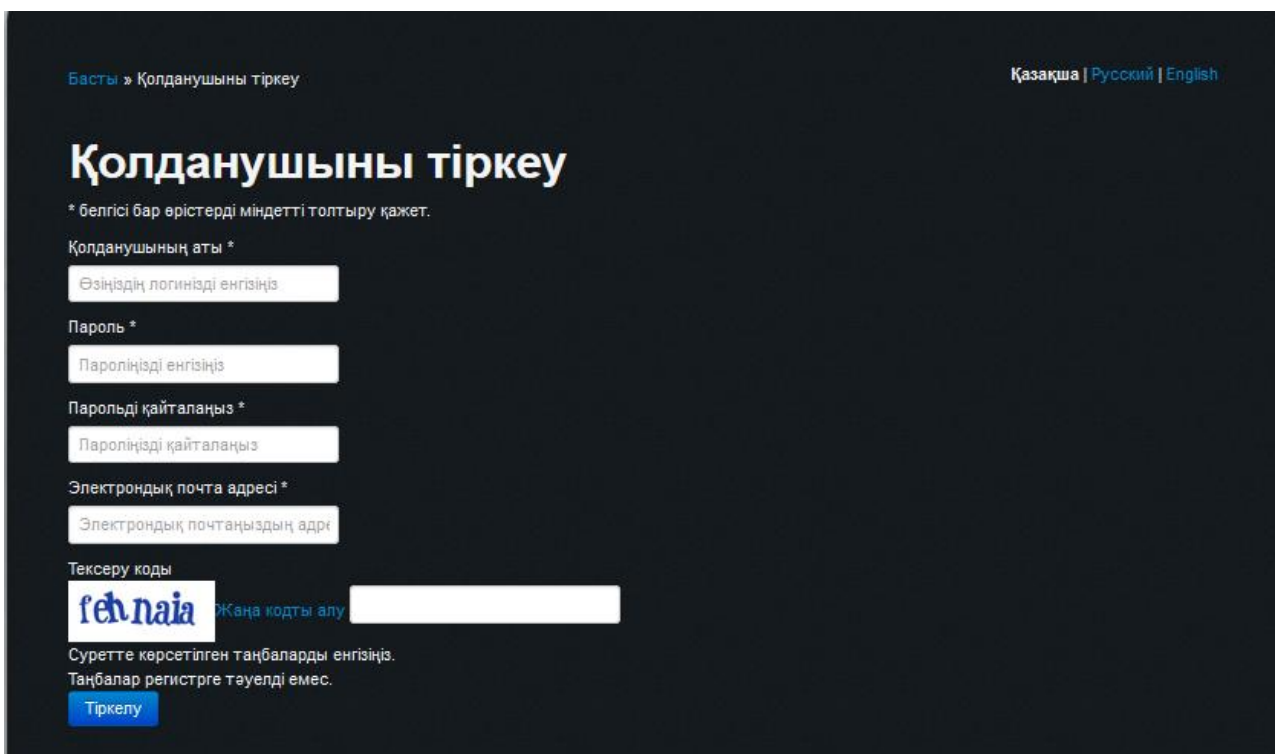 Басты » Қолданушыны тіркеу
Қазақша | Русский | English
Қолданушыны тіркеу
* белгісі бар өрістерді міндетті толтыру қажет.
Қолданушының аты *
Өзіңіздің логинізді енгізіңіз
Пароль *
Пароліңізді енгізіңіз
Парольді қайталаңыз *
Пароліңізді қайталаңыз
Электрондық почта адресі *
Электрондық почтаңыздың адре
Тексеру коды
Жаңа кодты алу
Суретте көрсетілген таңбаларды енгізіңіз.
Таңбалар регистрге тәуелді емес.
Тіркелу